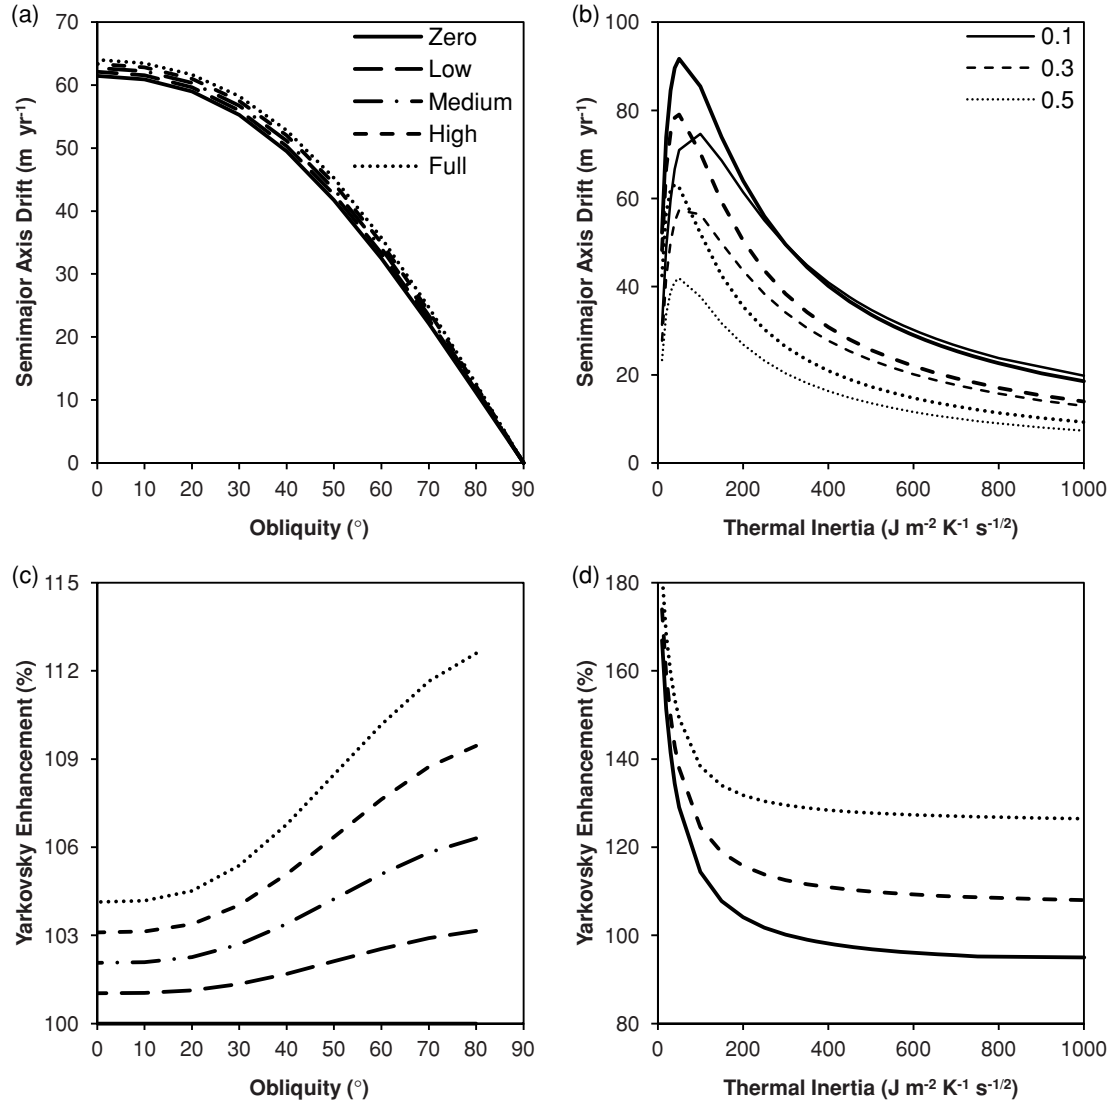 (a)
70
60
50
40
30
20
10
0
Semimajor Axis Drift (m yr⁻¹)
Zero
Low
Medium
High
Full
0 10 20 30 40 50 60 70 80 90
Obliquity (°)
(b)
100
80
60
40
20
0
Semimajor Axis Drift (m yr⁻¹)
0.1
0.3
0.5
0 200 400 600 800 1000
Thermal Inertia (J m⁻² K⁻¹ s⁻¹/²)
(c)
115
112
109
106
103
100
Yarkovsky Enhancement (%)
0 10 20 30 40 50 60 70 80 90
Obliquity (°)
(d)
180
160
140
120
100
80
Yarkovsky Enhancement (%)
0 200 400 600 800 1000
Thermal Inertia (J m⁻² K⁻¹ s⁻¹/²)